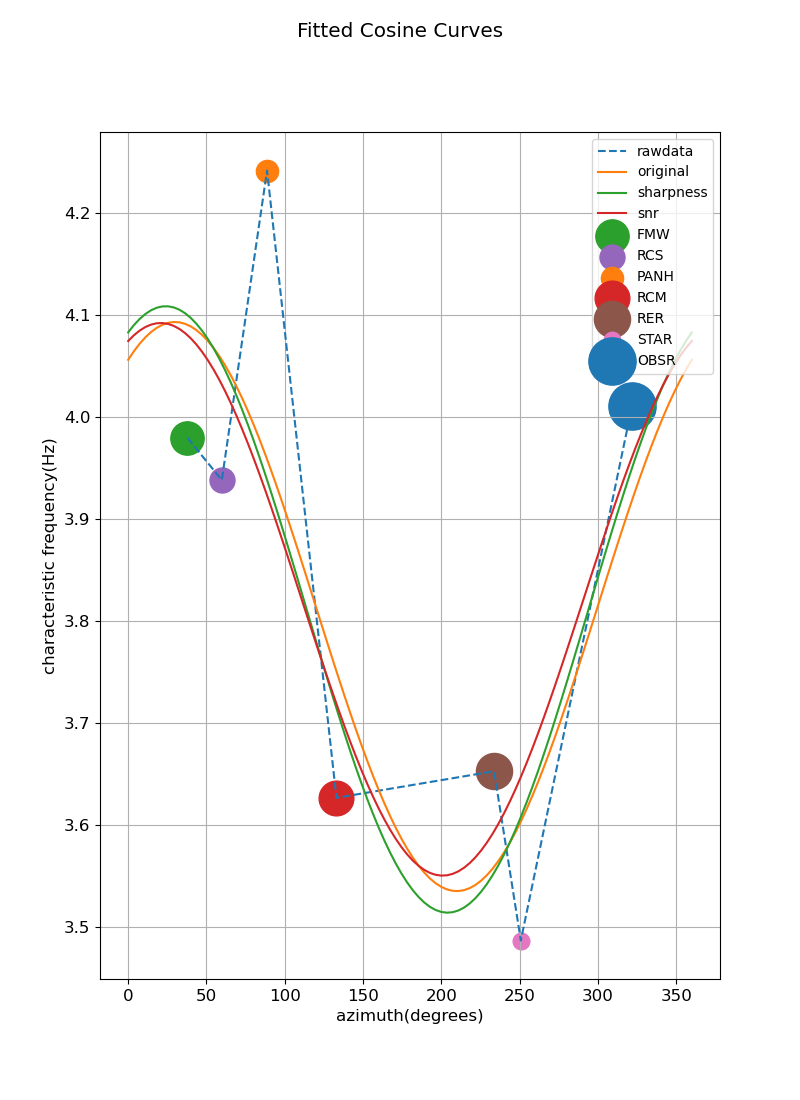 Fitted Cosine Curves
rawdata
original
sharpness
snr
FMW
RCS
PANH
RCM
RER
STAR
OBSR
characteristic frequency(Hz)
4.2
4.1
4.0
3.9
3.8
3.7
3.6
3.5
0 50 100 150 200 250 300 350
azimuth(degrees)